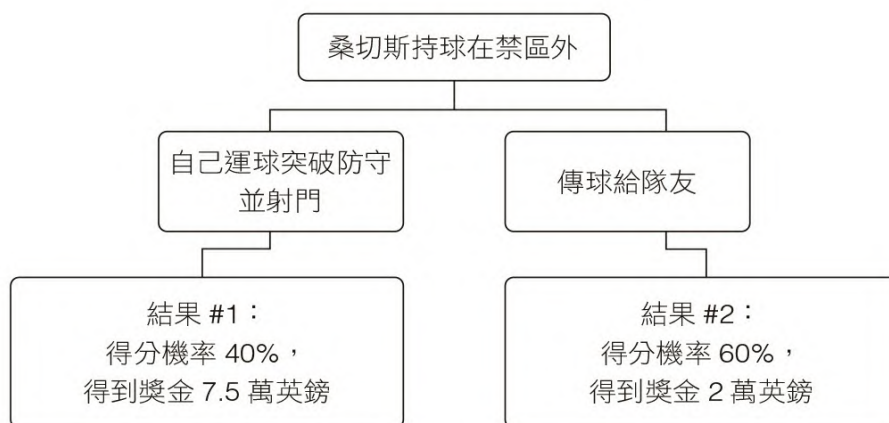 桑切斯持球在禁區外
自己運球突破防守
並射門
傳球給隊友
結果 #1：
得分機率 40%，
得到獎金 7.5 萬英鎊
結果 #2：
得分機率 60%，
得到獎金 2 萬英鎊